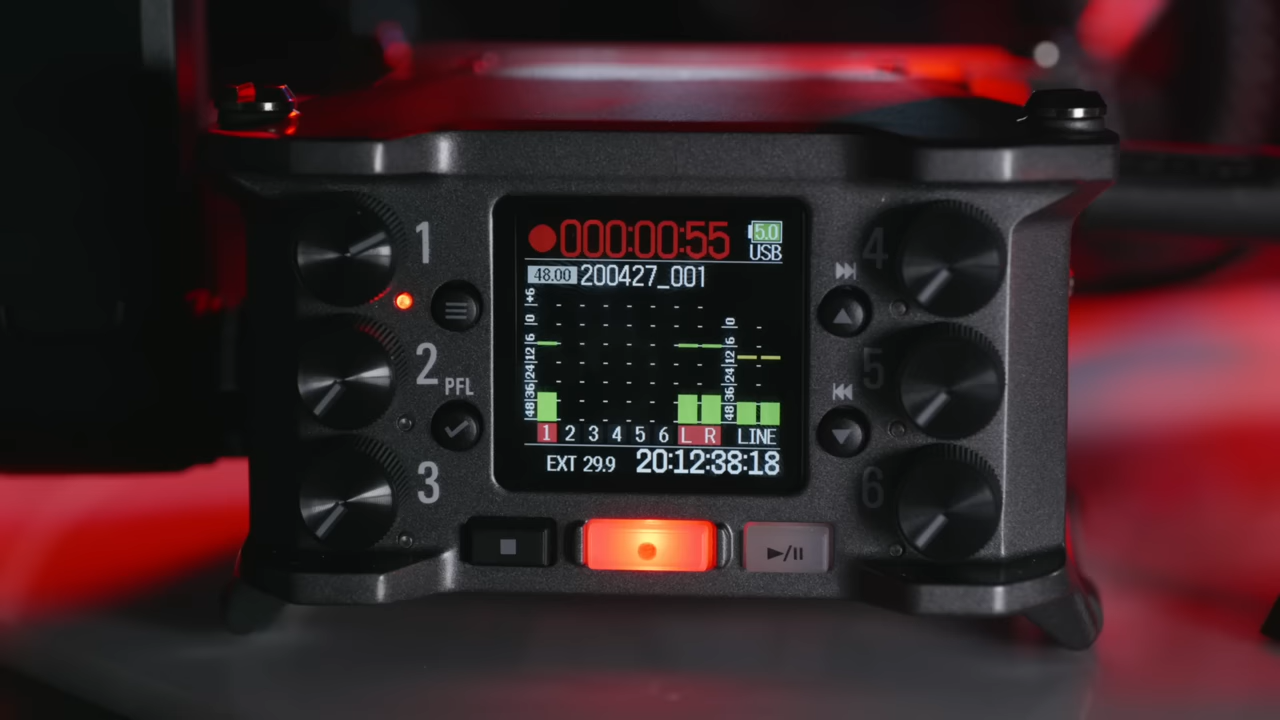 000:00:55 5.0
USB
48.00 200427_001
+6 0 6 12 24 36 48
0 6 12 24 36 48
1 2 3 4 5 6 L R LINE
EXT 29.9 20:12:38:18
1
2
PFL
3
4
5
6